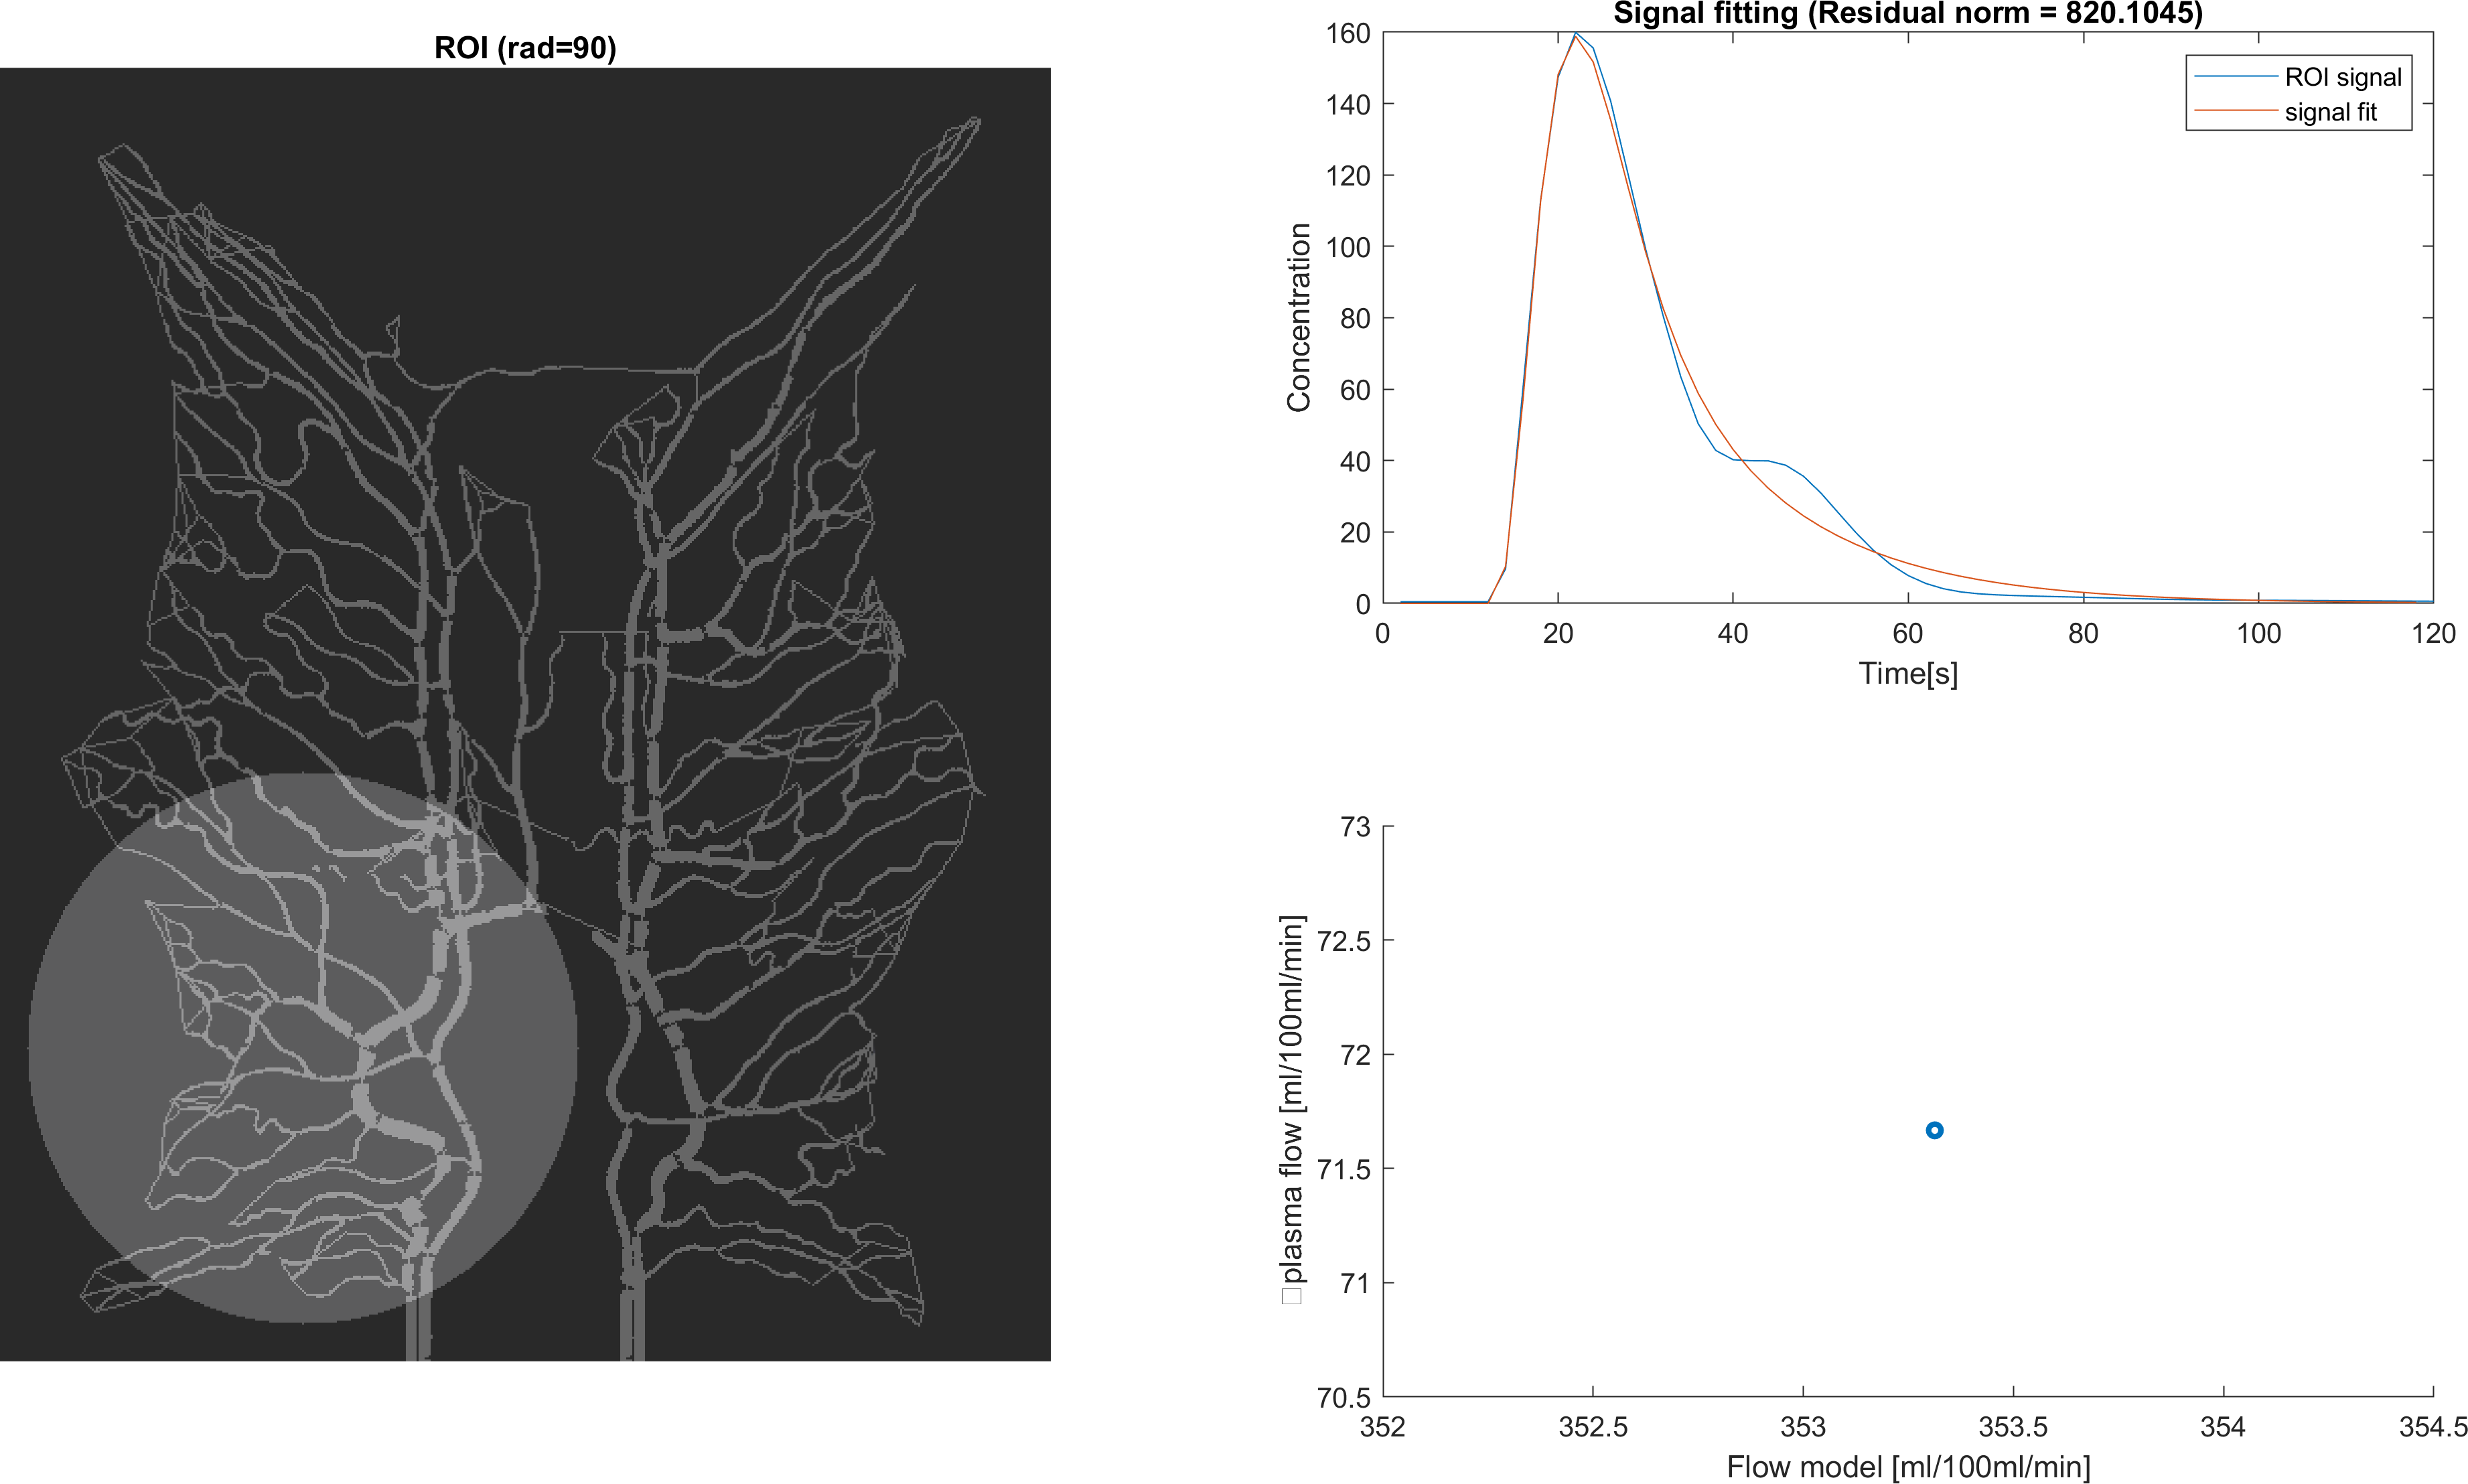 ROI (rad=90)
Signal fitting (Residual norm = 820.1045)
160
140
120
100
80
60
40
20
0
Concentration
ROI signal
signal fit
0 20 40 60 80 100 120
Time[s]
73
72.5
72
71.5
71
70.5
□plasma flow [ml/100ml/min]
352 352.5 353 353.5 354 354.5
Flow model [ml/100ml/min]